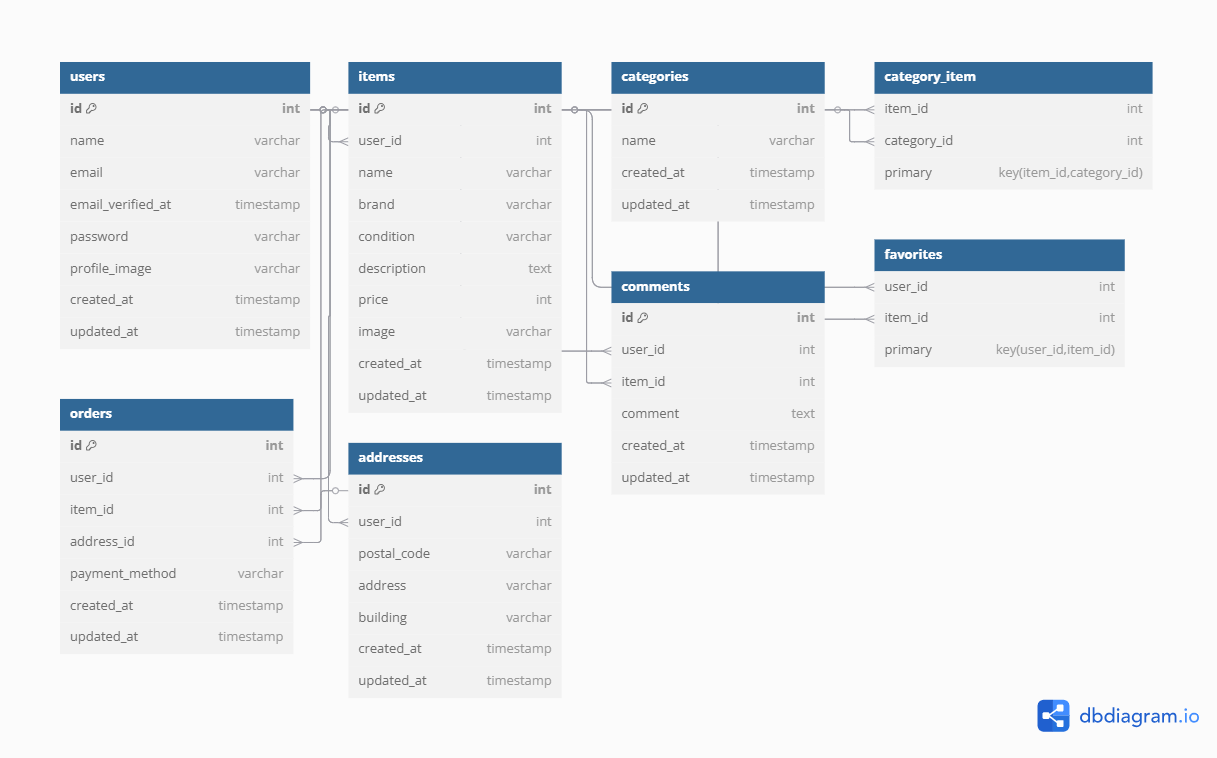 users
id int
name varchar
email varchar
email_verified_at timestamp
password varchar
profile_image varchar
created_at timestamp
updated_at timestamp
items
id int
user_id int
name varchar
brand varchar
condition varchar
description text
price int
image varchar
created_at timestamp
updated_at timestamp
categories
id int
name varchar
created_at timestamp
updated_at timestamp
category_item
item_id int
category_id int
primary key(item_id,category_id)
favorites
user_id int
item_id int
primary key(user_id,item_id)
comments
id int
user_id int
item_id int
comment text
created_at timestamp
updated_at timestamp
orders
id int
user_id int
item_id int
address_id int
payment_method varchar
created_at timestamp
updated_at timestamp
addresses
id int
user_id int
postal_code varchar
address varchar
building varchar
created_at timestamp
updated_at timestamp
dbdiagram.io